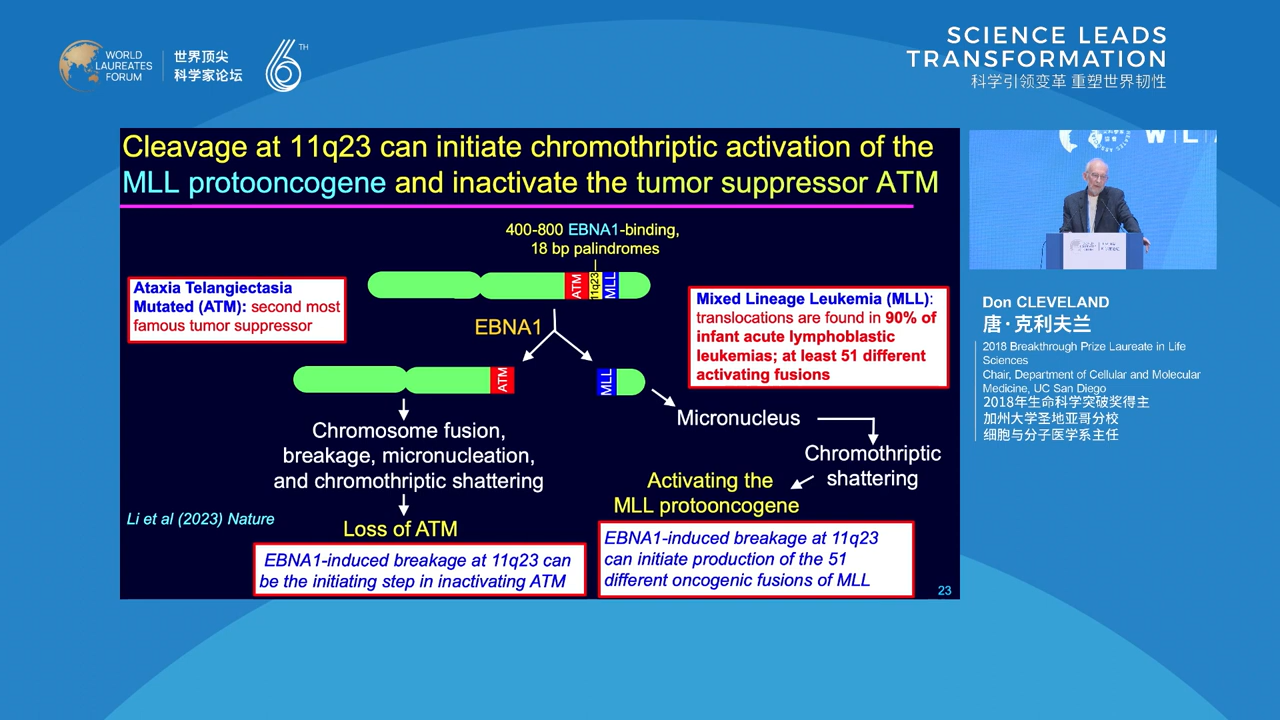 WORLD
LAUREATES
FORUM
世界顶尖
科学家论坛
6TH
SCIENCE LEADS
TRANSFORMATION
科学引领变革 重塑世界韧性
Cleavage at 11q23 can initiate chromothriptic activation of the
MLL protooncogene and inactivate the tumor suppressor ATM
400-800 EBNA1-binding,
18 bp palindromes
ATM
11q23
MLL
Ataxia Telangiectasia
Mutated (ATM): second most
famous tumor suppressor
EBNA1
Mixed Lineage Leukemia (MLL):
translocations are found in 90% of
infant acute lymphoblastic
leukemias; at least 51 different
activating fusions
ATM
MLL
Micronucleus
Chromosome fusion,
breakage, micronucleation,
and chromothriptic shattering
Chromothriptic
shattering
Activating the
MLL protooncogene
Li et al (2023) Nature
Loss of ATM
EBNA1-induced breakage at 11q23 can
be the initiating step in inactivating ATM
EBNA1-induced breakage at 11q23
can initiate production of the 51
different oncogenic fusions of MLL
23
W L
Don CLEVELAND
唐·克利夫兰
2018 Breakthrough Prize Laureate in Life
Sciences
Chair, Department of Cellular and Molecular
Medicine, UC San Diego
2018年生命科学突破奖得主
加州大学圣地亚哥分校
细胞与分子医学系主任